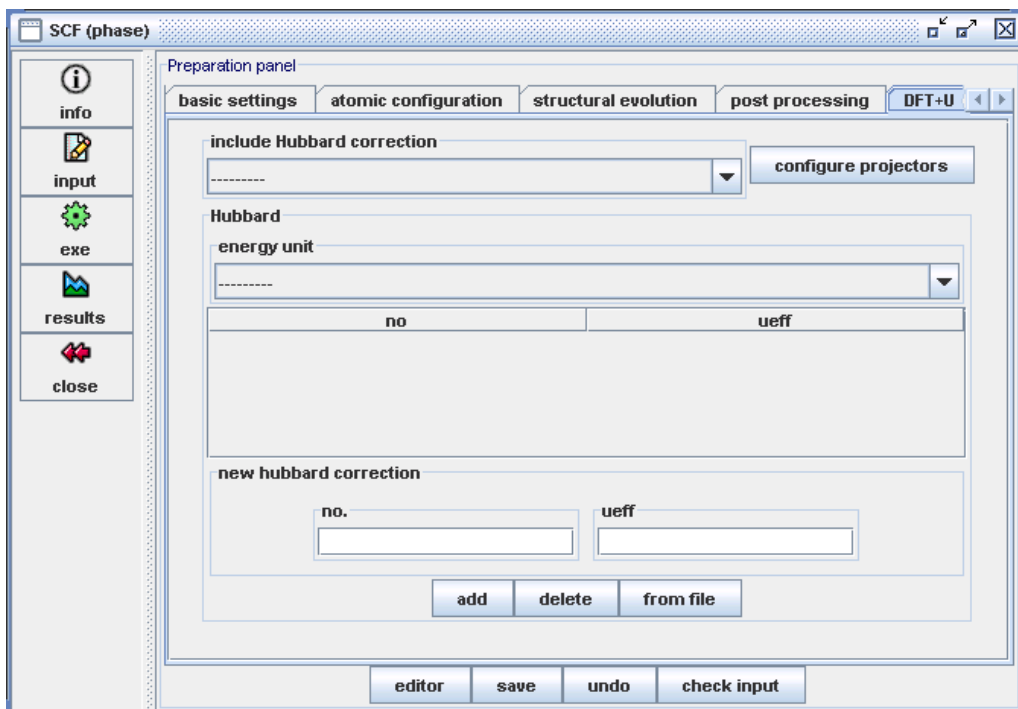 SCF (phase)
info
input
exe
results
close
Preparation panel
basic settings atomic configuration structural evolution post processing DFT+U
include Hubbard correction
---------
configure projectors
Hubbard
energy unit
---------
no ueff
new hubbard correction
no. ueff
add delete from file
editor save undo check input